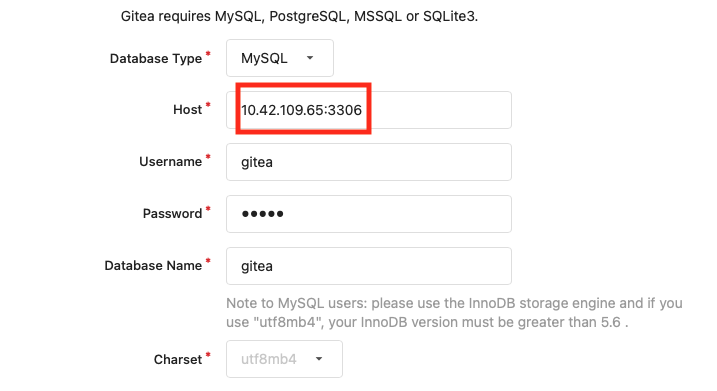 Gitea requires MySQL, PostgreSQL, MSSQL or SQLite3.
Database Type * MySQL
Host * 10.42.109.65:3306
Username * gitea
Password * •••••
Database Name * gitea
Note to MySQL users: please use the InnoDB storage engine and if you
use "utf8mb4", your InnoDB version must be greater than 5.6 .
Charset * utf8mb4